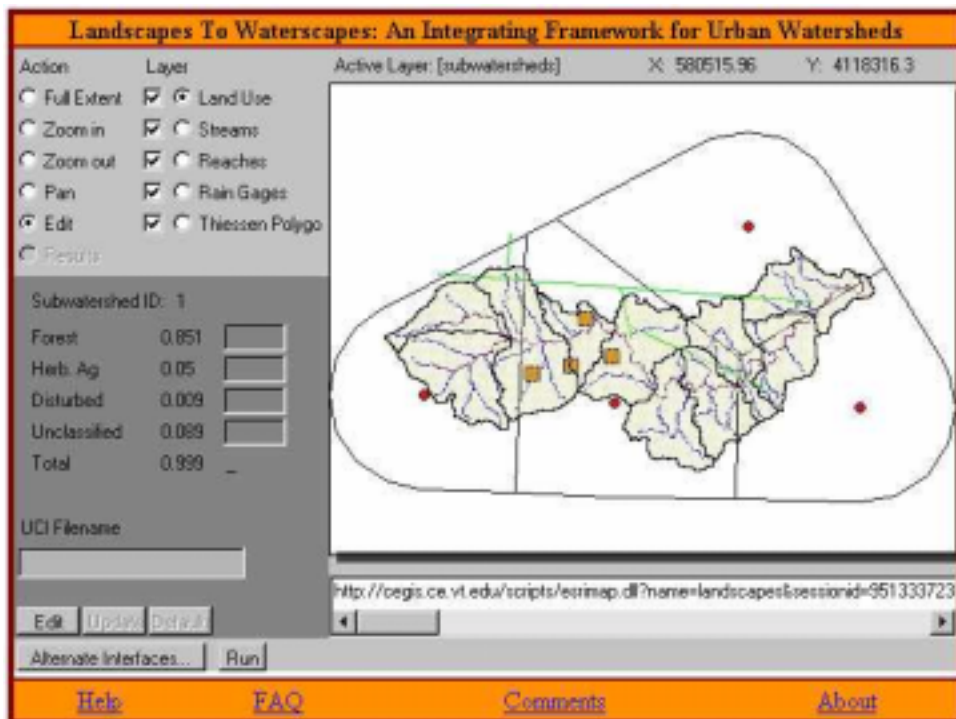 Landscapes To Waterscapes: An Integrating Framework for Urban Watersheds
Action Layer Active Layer: [subwatersheds] X: 580515.96 Y: 4118316.3
Full Extent Land Use
Zoom in Streams
Zoom out Reaches
Pan Rain Gages
Edit Thiessen Polygo
Results
Subwatershed ID: 1
Forest 0.851
Herb. Ag 0.05
Disturbed 0.009
Unclassified 0.089
Total 0.999 _
UCI Filename
http://cegis.ce.vt.edu/scripts/esrimap.dll?name=landscapes&sessionid=951333723
Edit Update Default
Alternate Interfaces... Run
Help FAQ Comments About